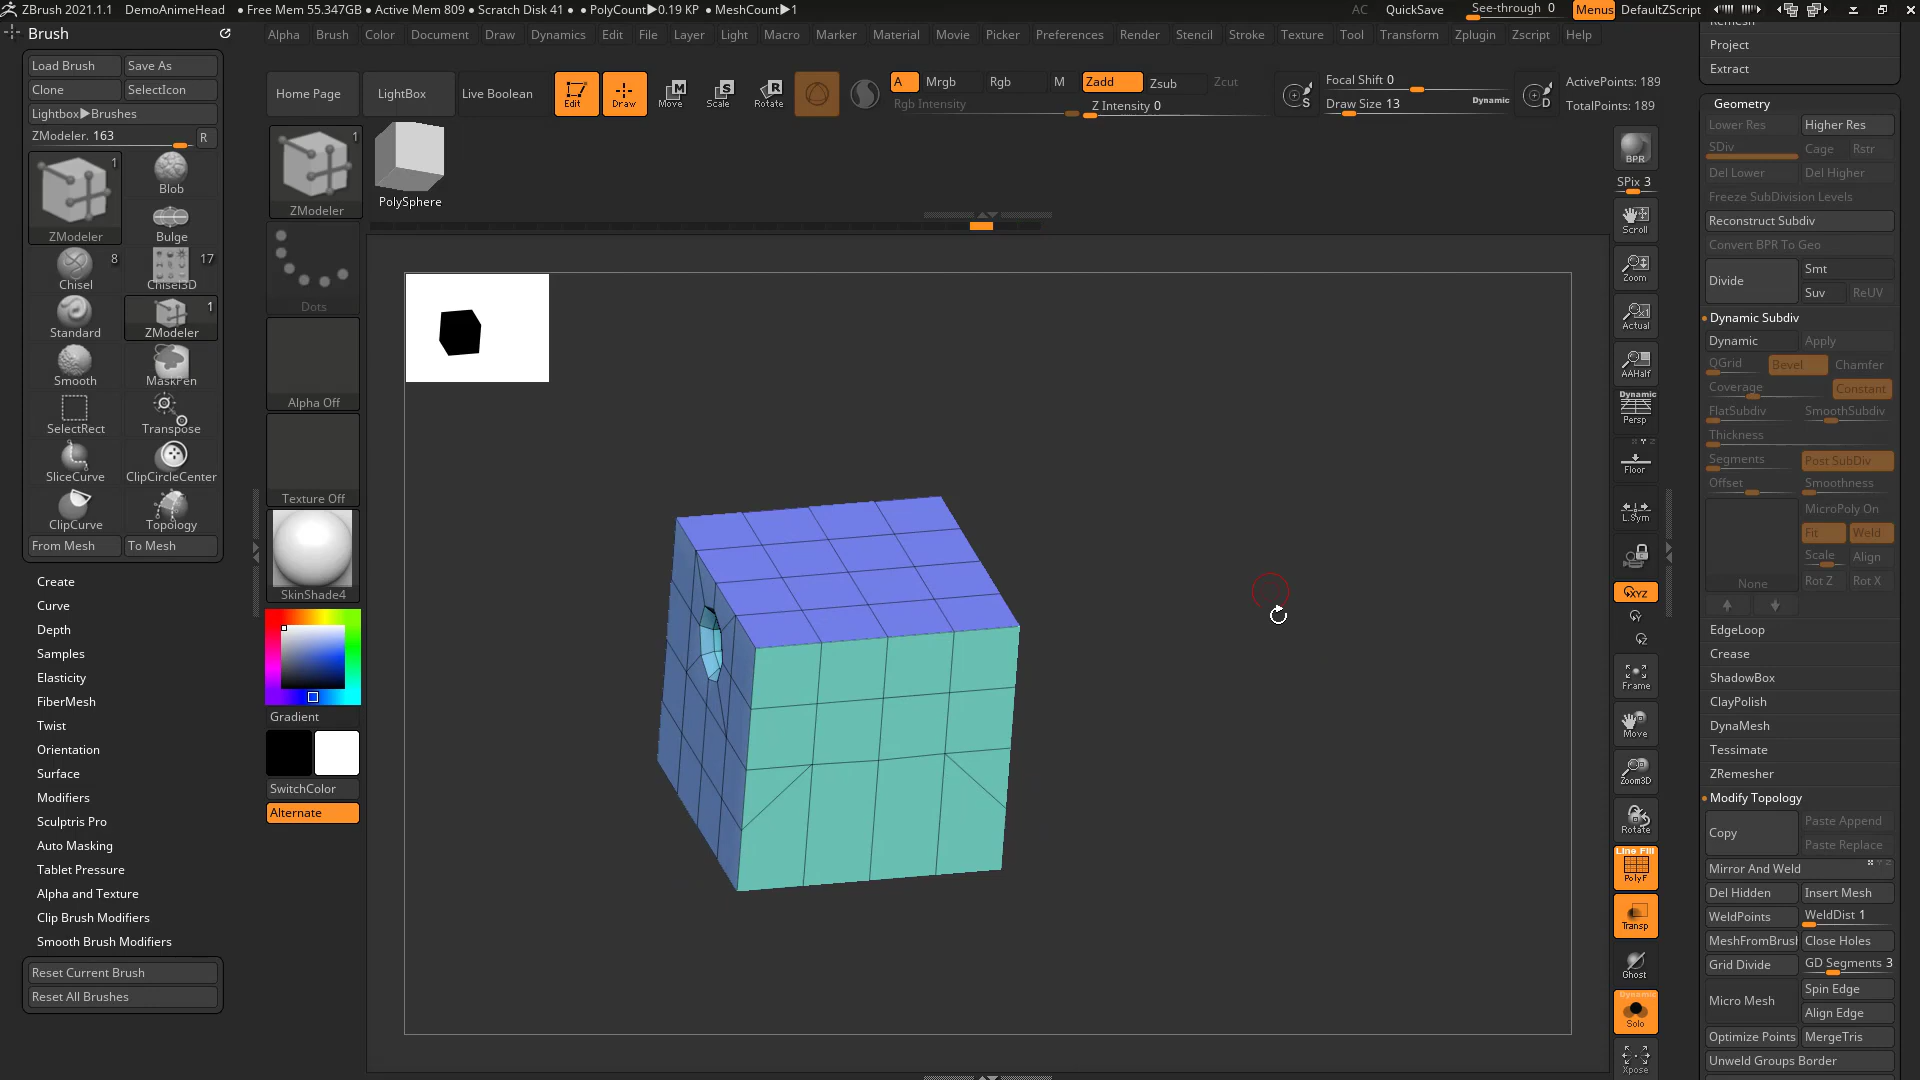 ZBrush 2021.1.1 DemoAnimeHead • Free Mem 55.347GB • Active Mem 809 • Scratch Disk 41 • PolyCount▶0.19 KP • MeshCount▶1 AC QuickSave See-through 0 Menus DefaultZScript
Brush
Alpha Brush Color Document Draw Dynamics Edit File Layer Light Macro Marker Material Movie Picker Preferences Render Stencil Stroke Texture Tool Transform Zplugin Zscript Help
Load Brush Save As
Clone SelectIcon
Lightbox▶Brushes
ZModeler. 163 R
1
ZModeler
Blob
Bulge
Chisel 8
Chisel3D 17
Standard
ZModeler 1
Smooth MaskPen
SelectRect Transpose
SliceCurve ClipCircleCenter
ClipCurve Topology
From Mesh To Mesh
Create
Curve
Depth
Samples
Elasticity
FiberMesh
Twist
Orientation
Surface
Modifiers
Sculptris Pro
Auto Masking
Tablet Pressure
Alpha and Texture
Clip Brush Modifiers
Smooth Brush Modifiers
Reset Current Brush
Reset All Brushes
Home Page LightBox Live Boolean Edit Draw Move Scale Rotate
A Mrgb Rgb M Zadd Zsub Zcut
Rgb Intensity Z Intensity 0
Focal Shift 0
Draw Size 13 Dynamic
S D
ActivePoints: 189
TotalPoints: 189
1
ZModeler
PolySphere
Dots
Alpha Off
Texture Off
SkinShade4
Gradient
SwitchColor
Alternate
BPR
SPix 3
Scroll
Zoom
Actual
AAHalf
Dynamic
Persp
Floor
L.Sym
XYZ
Frame
Move
Zoom3D
Rotate
Line Fill
PolyF
Transp
Ghost
Dynamic
Solo
Xpose
Remesh
Project
Extract
Geometry
Lower Res Higher Res
SDiv Cage Rstr
Del Lower Del Higher
Freeze SubDivision Levels
Reconstruct Subdiv
Convert BPR To Geo
Divide Smt
Suv ReUV
Dynamic Subdiv
Dynamic Apply
QGrid Bevel Chamfer
Coverage Constant
FlatSubdiv SmoothSubdiv
Thickness
Segments Post SubDiv
Offset Smoothness
MicroPoly On
Fit Weld
Scale Align
None Rot Z Rot X
EdgeLoop
Crease
ShadowBox
ClayPolish
DynaMesh
Tessimate
ZRemesher
Modify Topology
Copy Paste Append
Paste Replace
Mirror And Weld
Del Hidden Insert Mesh
WeldPoints WeldDist 1
MeshFromBrush Close Holes
Grid Divide GD Segments 3
Micro Mesh Spin Edge
Align Edge
Optimize Points MergeTris
Unweld Groups Border